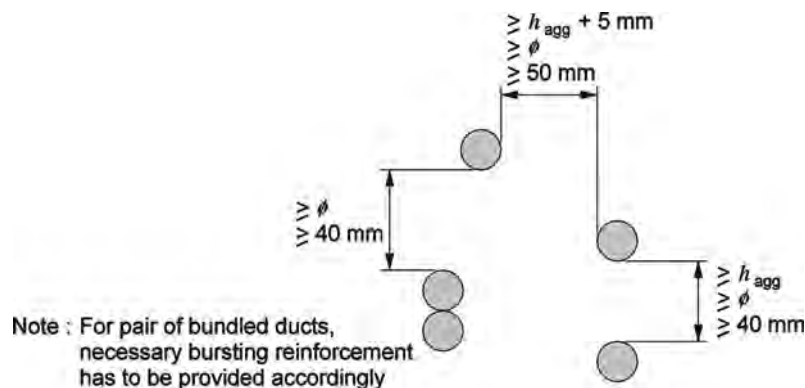 ≥ h agg + 5 mm
≥ ϕ
≥ 50 mm
≥ ϕ
≥ 40 mm
≥ h agg
≥ ϕ
≥ 40 mm
Note : For pair of bundled ducts,
necessary bursting reinforcement
has to be provided accordingly